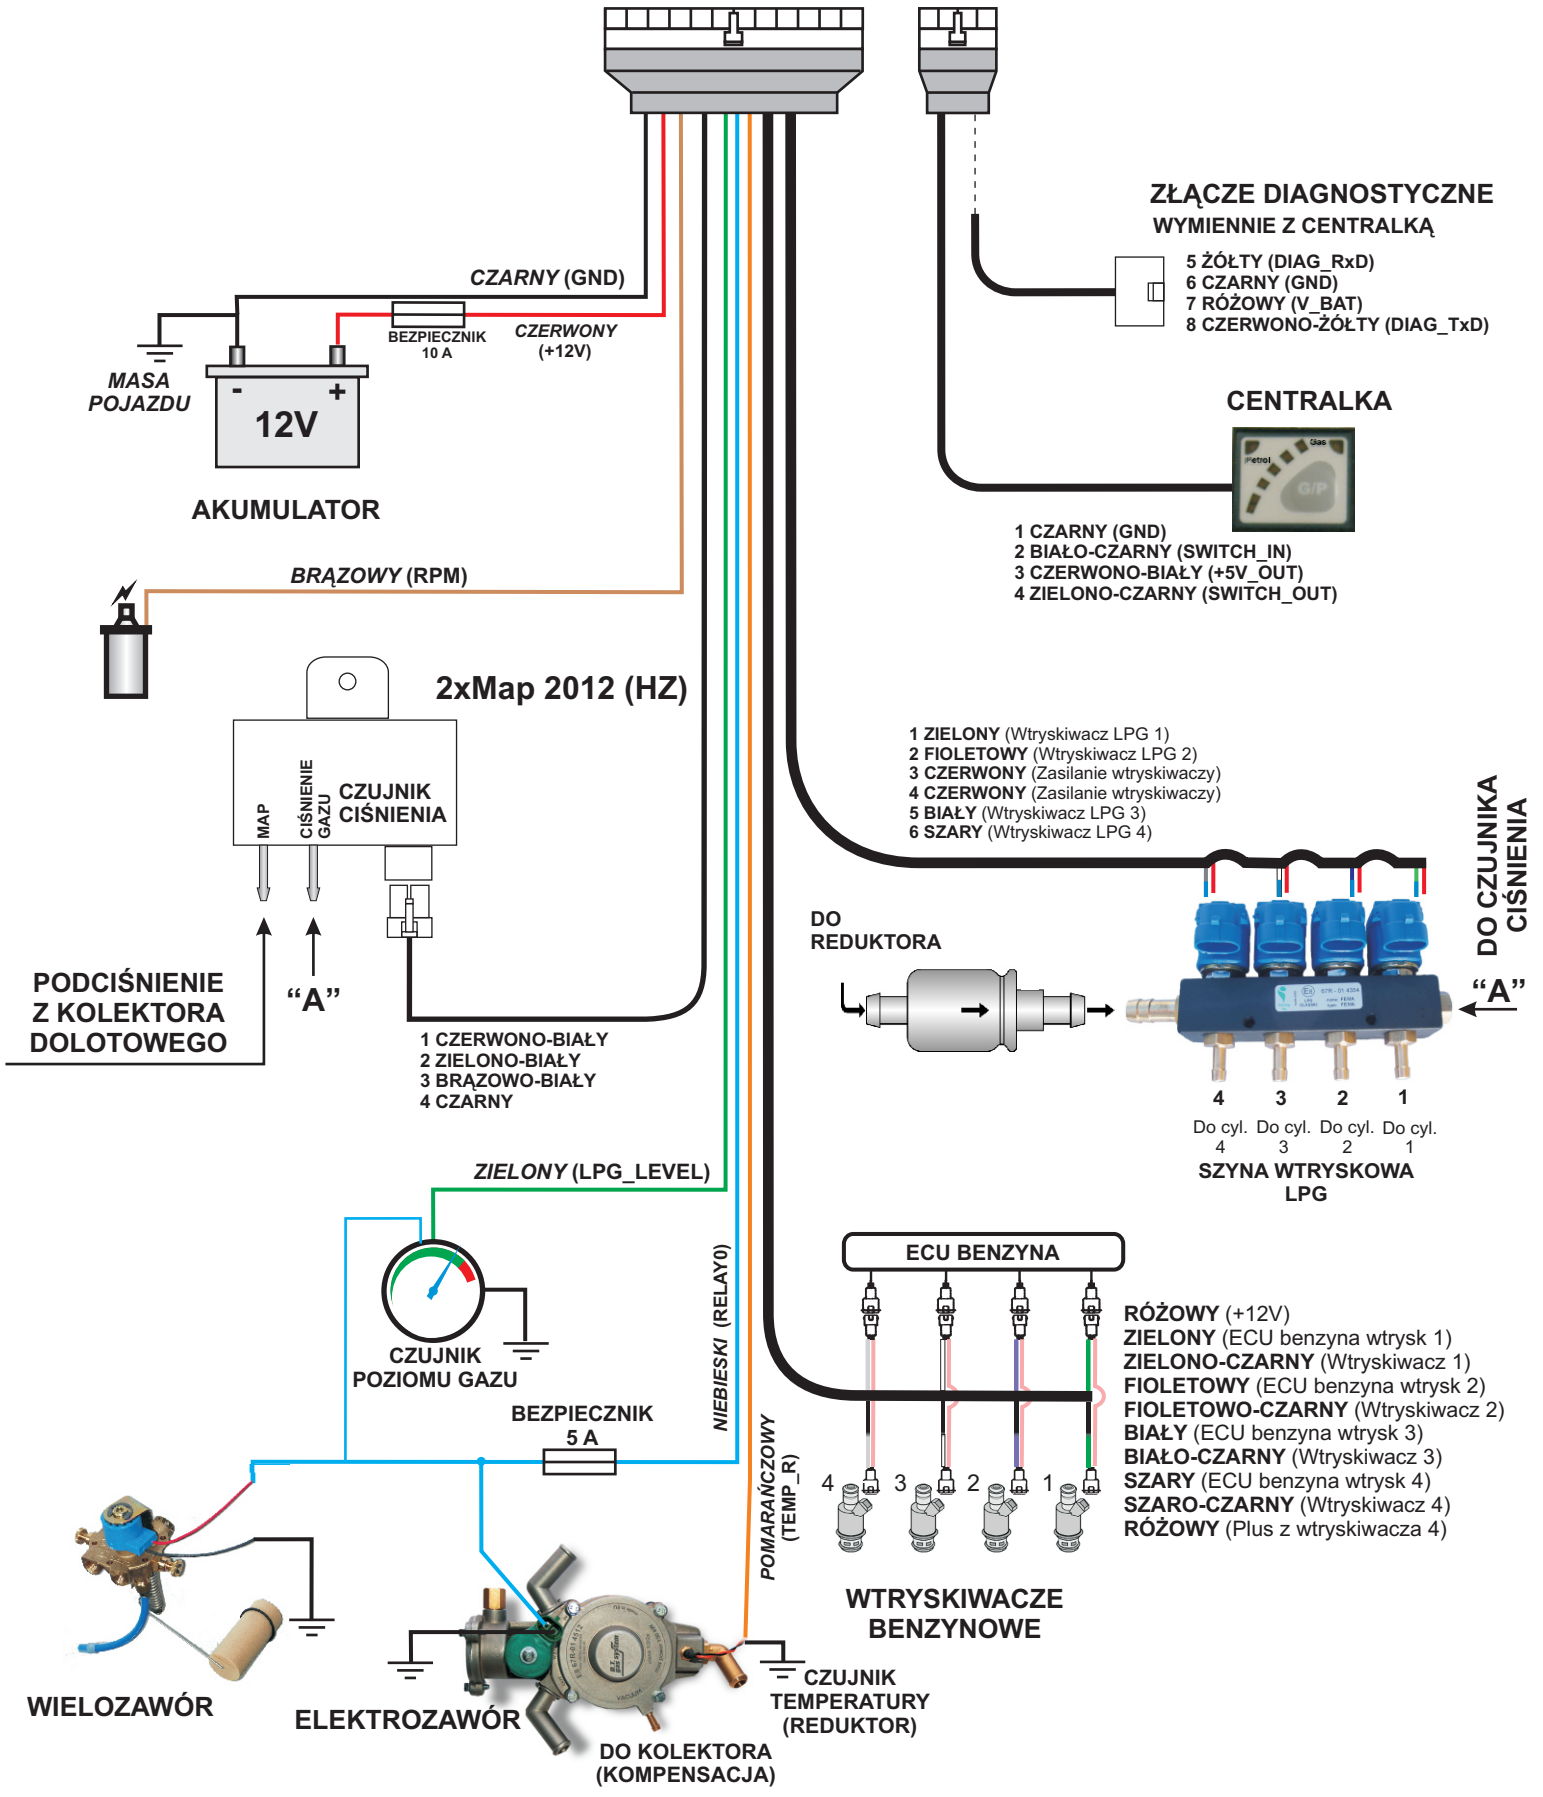 ZŁĄCZE DIAGNOSTYCZNE
WYMIENNIE Z CENTRALKĄ
5 ŻÓŁTY (DIAG_RxD)
6 CZARNY (GND)
7 RÓŻOWY (V_BAT)
8 CZERWONO-ŻÓŁTY (DIAG_TxD)
CZARNY (GND)
BEZPIECZNIK
10 A
CZERWONY
(+12V)
MASA
POJAZDU
- +
12V
AKUMULATOR
CENTRALKA
Petrol
Gas
G/P
1 CZARNY (GND)
2 BIAŁO-CZARNY (SWITCH_IN)
3 CZERWONO-BIAŁY (+5V_OUT)
4 ZIELONO-CZARNY (SWITCH_OUT)
BRĄZOWY (RPM)
2xMap 2012 (HZ)
MAP
CIŚNIENIE
GAZU
CZUJNIK
CIŚNIENIA
PODCIŚNIENIE
Z KOLEKTORA
DOLOTOWEGO
“A”
1 CZERWONO-BIAŁY
2 ZIELONO-BIAŁY
3 BRĄZOWO-BIAŁY
4 CZARNY
1 ZIELONY (Wtryskiwacz LPG 1)
2 FIOLETOWY (Wtryskiwacz LPG 2)
3 CZERWONY (Zasilanie wtryskiwaczy)
4 CZERWONY (Zasilanie wtryskiwaczy)
5 BIAŁY (Wtryskiwacz LPG 3)
6 SZARY (Wtryskiwacz LPG 4)
DO CZUJNIKA
CIŚNIENIA
“A”
DO
REDUKTORA
67R - 01 4354
4 3 2 1
Do cyl. Do cyl. Do cyl. Do cyl.
4 3 2 1
SZYNA WTRYSKOWA
LPG
ZIELONY (LPG_LEVEL)
CZUJNIK
POZIOMU GAZU
NIEBIESKI (RELAY0)
BEZPIECZNIK
5 A
POMARAŃCZOWY
(TEMP_R)
ECU BENZYNA
4 3 2 1
RÓŻOWY (+12V)
ZIELONY (ECU benzyna wtrysk 1)
ZIELONO-CZARNY (Wtryskiwacz 1)
FIOLETOWY (ECU benzyna wtrysk 2)
FIOLETOWO-CZARNY (Wtryskiwacz 2)
BIAŁY (ECU benzyna wtrysk 3)
BIAŁO-CZARNY (Wtryskiwacz 3)
SZARY (ECU benzyna wtrysk 4)
SZARO-CZARNY (Wtryskiwacz 4)
RÓŻOWY (Plus z wtryskiwacza 4)
WTRYSKIWACZE
BENZYNOWE
WIELOZAWÓR
ELEKTROZAWÓR
gas system
VACUUM
CZUJNIK
TEMPERATURY
(REDUKTOR)
DO KOLEKTORA
(KOMPENSACJA)